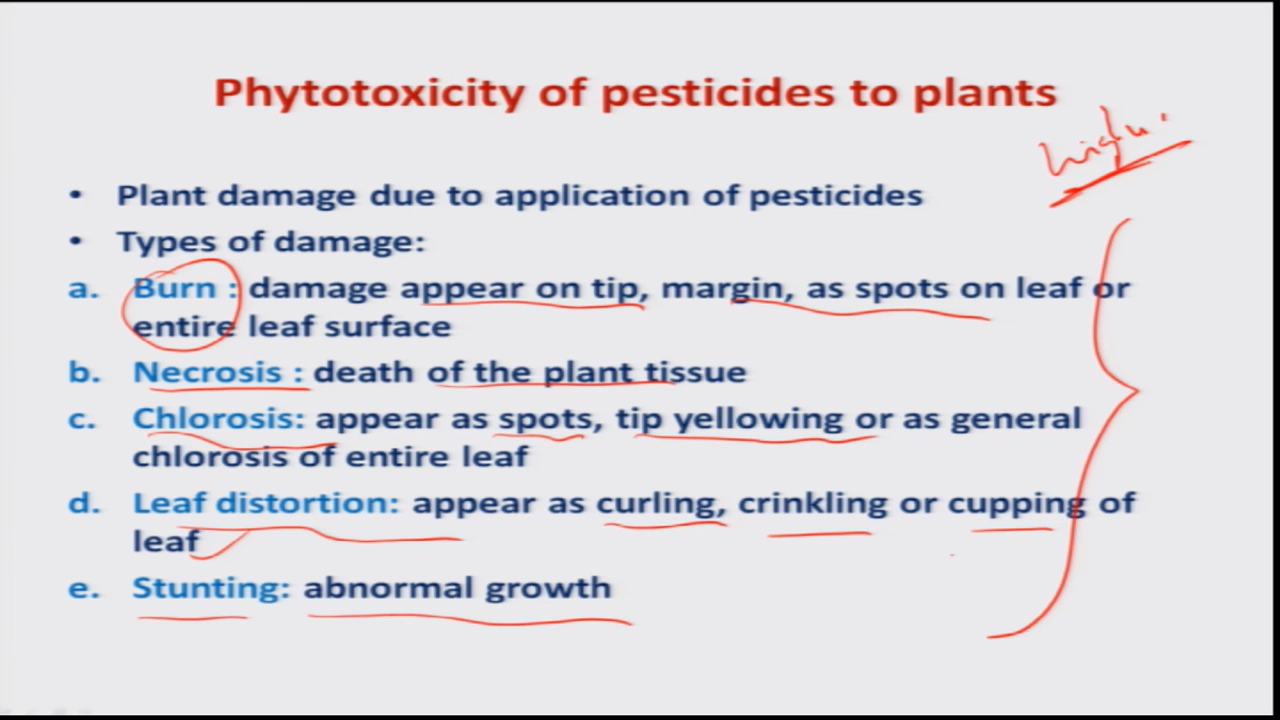 Phytotoxicity of pesticides to plants
• Plant damage due to application of pesticides
• Types of damage:
a. Burn : damage appear on tip, margin, as spots on leaf or
entire leaf surface
b. Necrosis : death of the plant tissue
c. Chlorosis: appear as spots, tip yellowing or as general
chlorosis of entire leaf
d. Leaf distortion: appear as curling, crinkling or cupping of
leaf
e. Stunting: abnormal growth